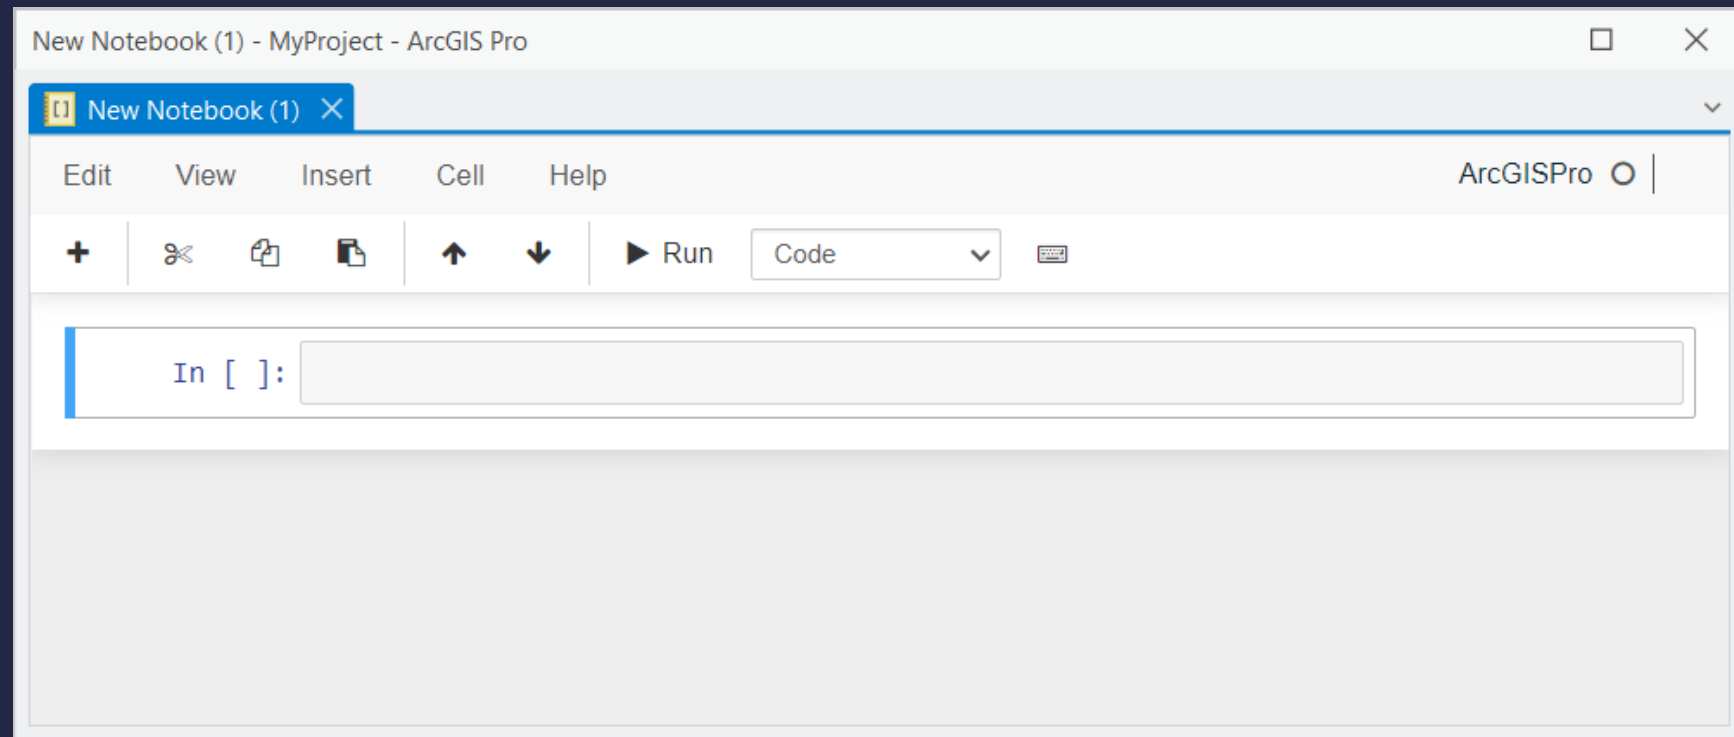 New Notebook (1) - MyProject - ArcGIS Pro
New Notebook (1)
Edit View Insert Cell Help ArcGISPro
Run Code
In [ ]: